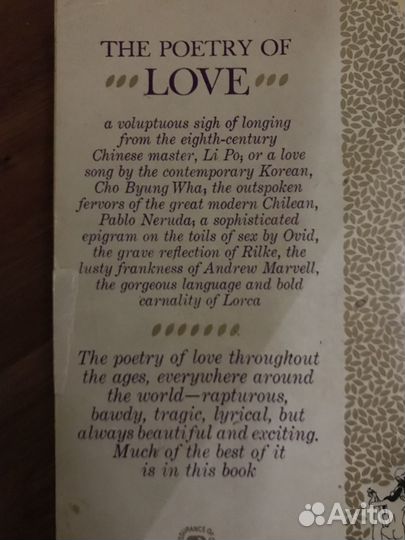 THE POETRY OF
LOVE
a voluptuous sigh of longing
from the eighth-century
Chinese master, Li Po; or a love
song by the contemporary Korean,
Cho Byung Wha; the outspoken
fervors of the great modern Chilean,
Pablo Neruda; a sophisticated
epigram on the toils of sex by Ovid,
the grave reflection of Rilke, the
lusty frankness of Andrew Marvell,
the gorgeous language and bold
carnality of Lorca
The poetry of love throughout
the ages, everywhere around
the world—rapturous,
bawdy, tragic, lyrical, but
always beautiful and exciting.
Much of the best of it
is in this book
Avito